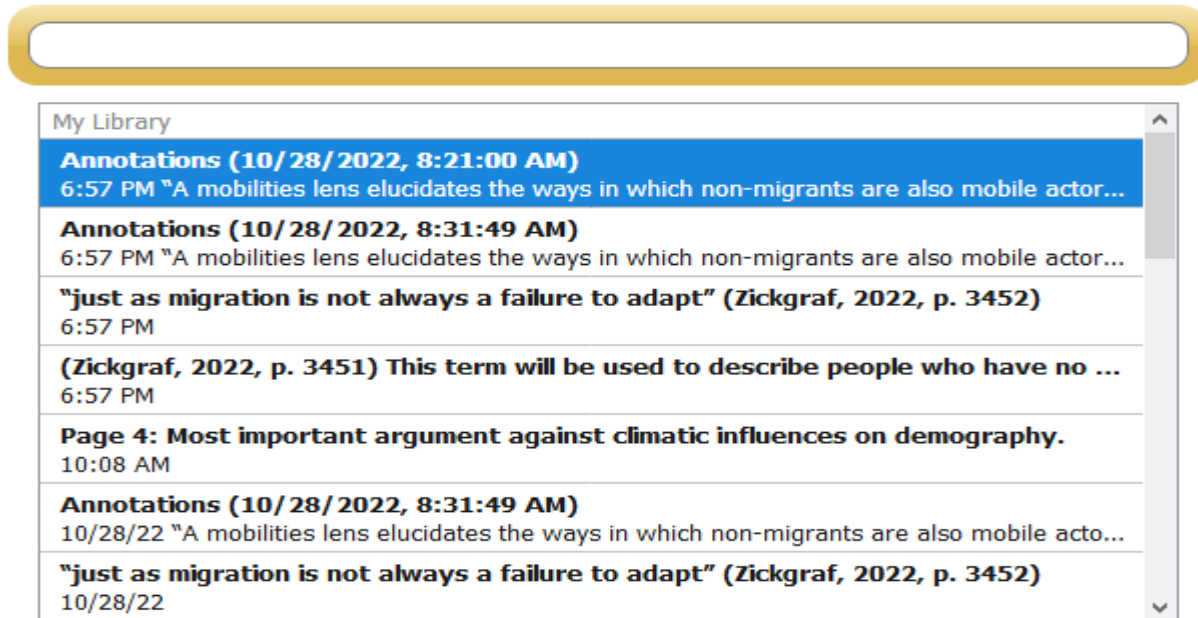 My Library
Annotations (10/28/2022, 8:21:00 AM)
6:57 PM “A mobilities lens elucidates the ways in which non-migrants are also mobile actor...
Annotations (10/28/2022, 8:31:49 AM)
6:57 PM “A mobilities lens elucidates the ways in which non-migrants are also mobile actor...
“just as migration is not always a failure to adapt” (Zickgraf, 2022, p. 3452)
6:57 PM
(Zickgraf, 2022, p. 3451) This term will be used to describe people who have no ...
6:57 PM
Page 4: Most important argument against climatic influences on demography.
10:08 AM
Annotations (10/28/2022, 8:31:49 AM)
10/28/22 “A mobilities lens elucidates the ways in which non-migrants are also mobile acto...
“just as migration is not always a failure to adapt” (Zickgraf, 2022, p. 3452)
10/28/22